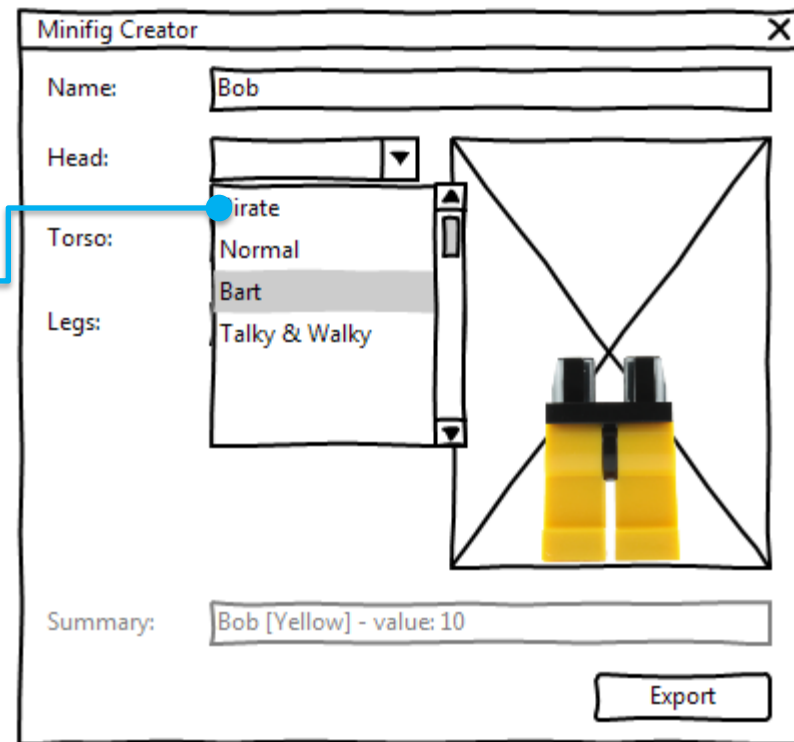 Minifig Creator
Name:
Bob
Head:
irate
Torso:
Normal
Bart
Legs:
Talky & Walky
Summary:
Bob [Yellow] - value: 10
Export